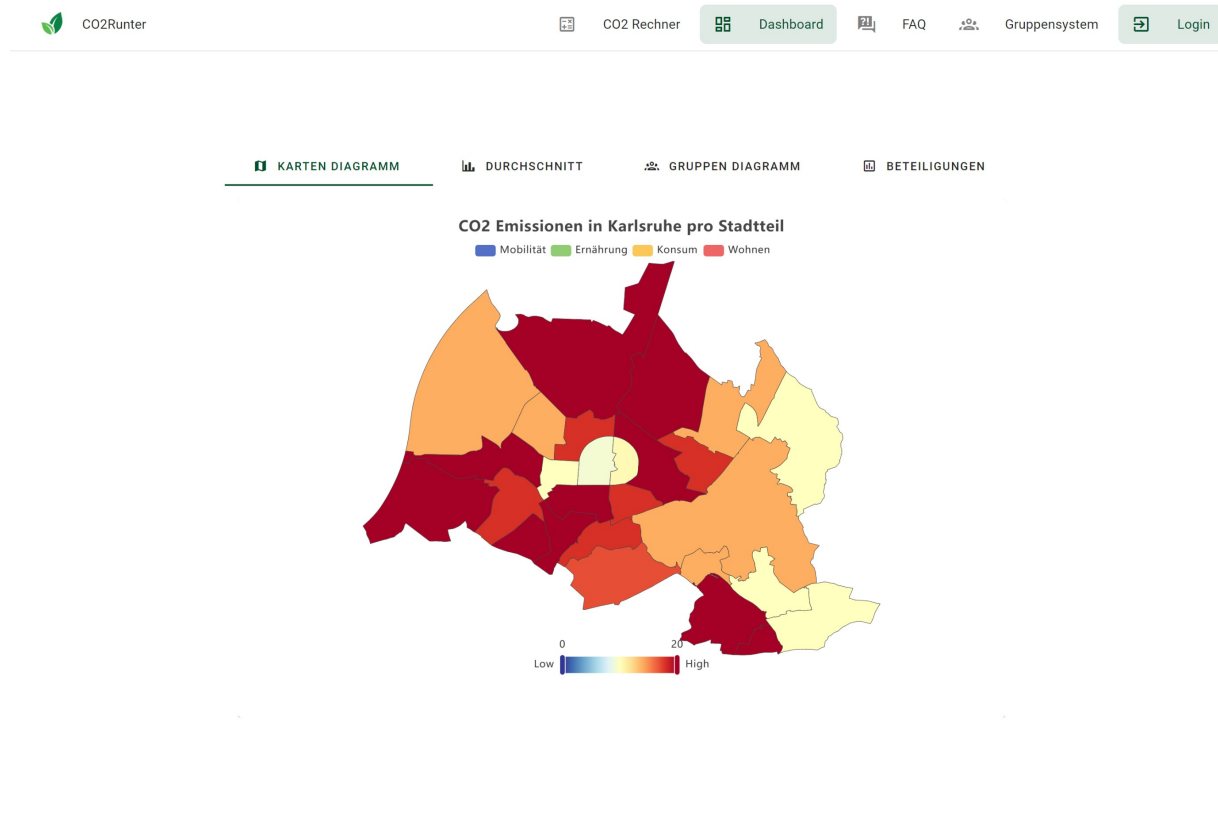 CO2Runter CO2 Rechner Dashboard FAQ Gruppensystem Login
KARTEN DIAGRAMM DURCHSCHNITT GRUPPEN DIAGRAMM BETEILIGUNGEN
CO2 Emissionen in Karlsruhe pro Stadtteil
Mobilität Ernährung Konsum Wohnen
0 20
Low High